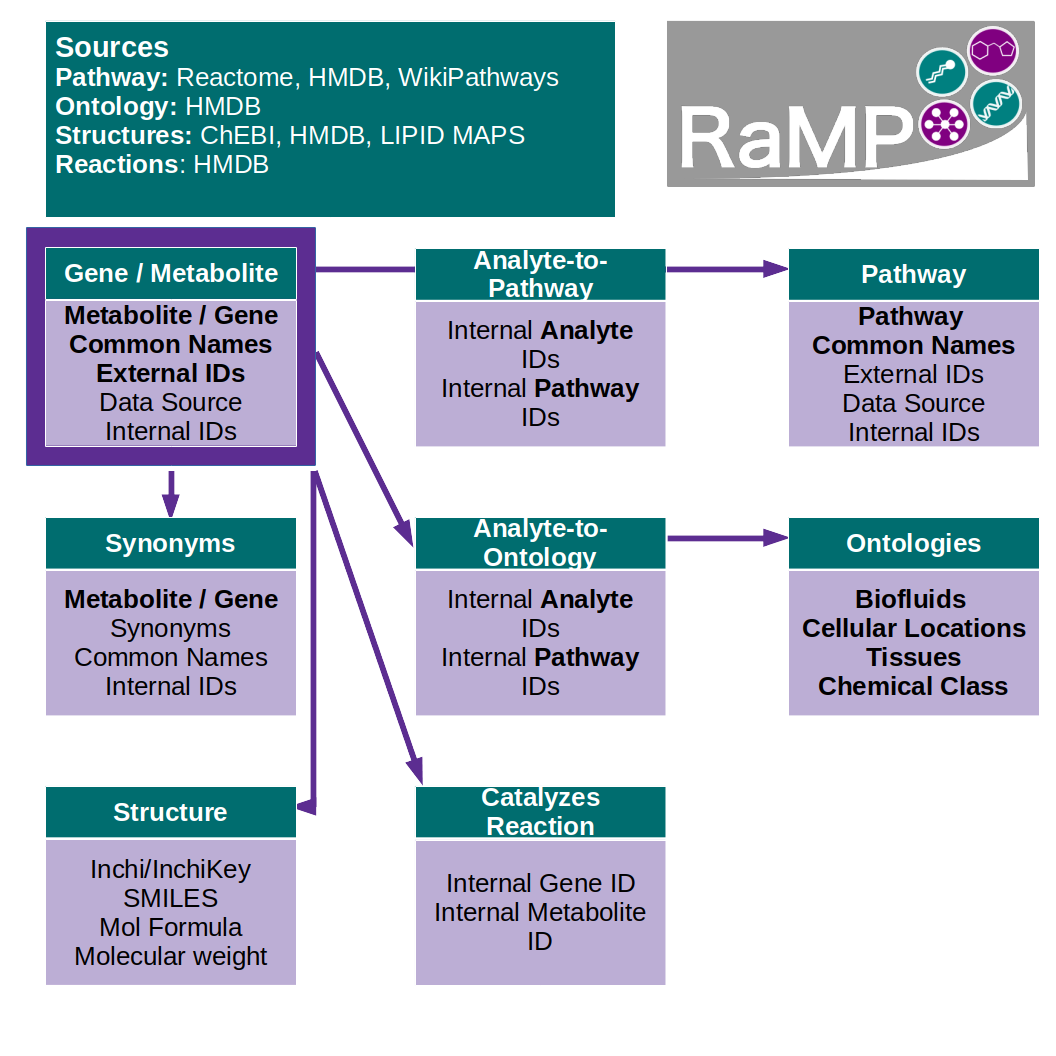 Sources
Pathway: Reactome, HMDB, WikiPathways
Ontology: HMDB
Structures: ChEBI, HMDB, LIPID MAPS
Reactions: HMDB
RaMP
Gene / Metabolite
Metabolite / Gene
Common Names
External IDs
Data Source
Internal IDs
Analyte-to-
Pathway
Internal Analyte
IDs
Internal Pathway
IDs
Pathway
Pathway
Common Names
External IDs
Data Source
Internal IDs
Synonyms
Metabolite / Gene
Synonyms
Common Names
Internal IDs
Analyte-to-
Ontology
Internal Analyte
IDs
Internal Pathway
IDs
Ontologies
Biofluids
Cellular Locations
Tissues
Chemical Class
Structure
Inchi/InchiKey
SMILES
Mol Formula
Molecular weight
Catalyzes
Reaction
Internal Gene ID
Internal Metabolite
ID